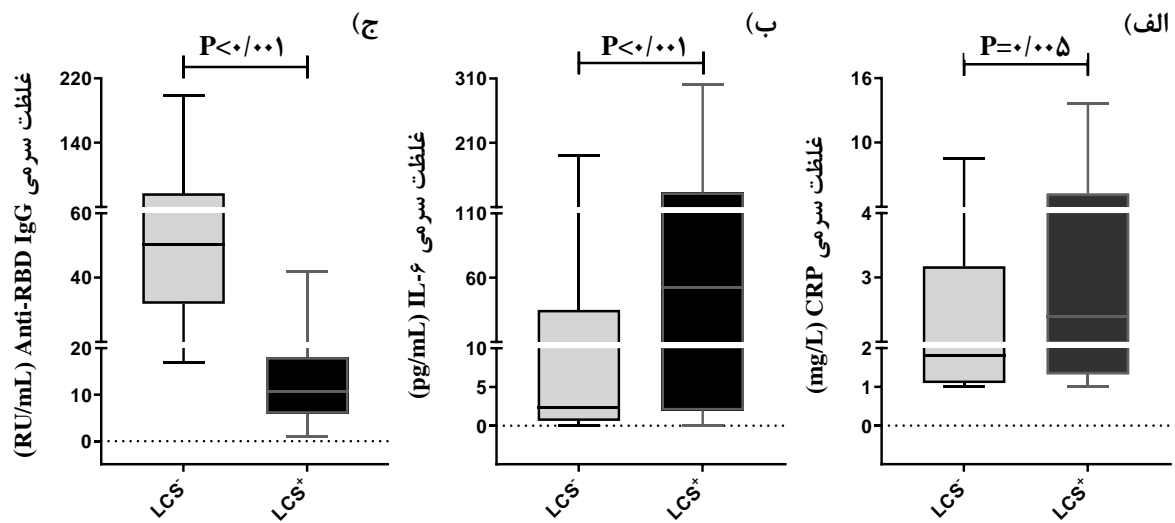 الف)
P=۰/۰۰۵
غلظت سرمی CRP (mg/L)
16
10
4
3
2
1
0
LCS⁻
LCS⁺
ب)
P<۰/۰۰۱
غلظت سرمی IL-۶ (pg/mL)
310
210
110
60
10
5
0
LCS⁻
LCS⁺
ج)
P<۰/۰۰۱
غلظت سرمی Anti-RBD IgG (RU/mL)
220
140
60
40
20
10
0
LCS⁻
LCS⁺